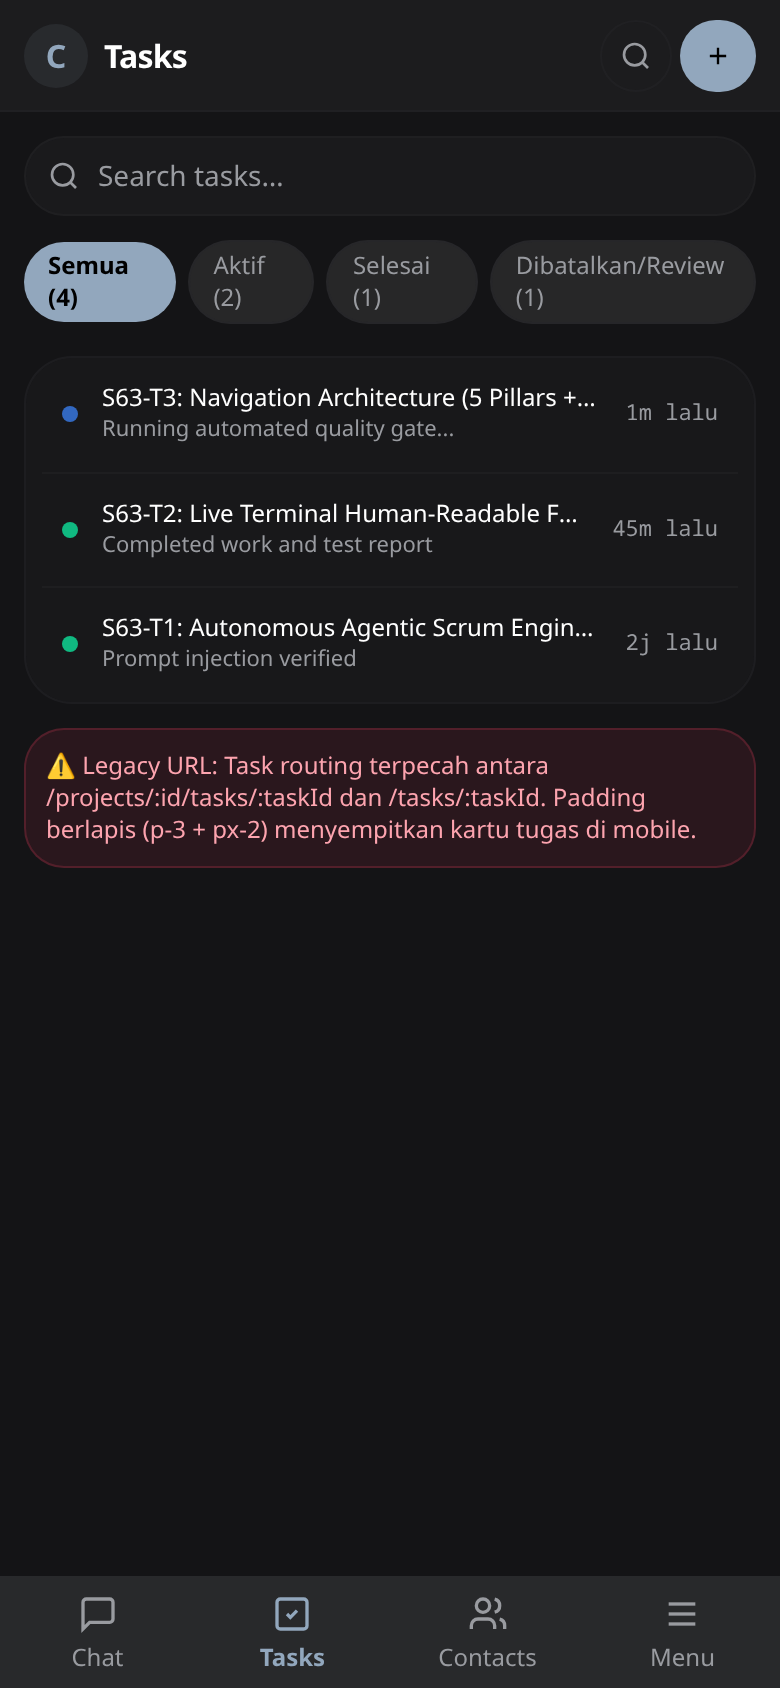 C
Tasks
+
Search tasks...
Semua
(4)
Aktif
(2)
Selesai
(1)
Dibatalkan/Review
(1)
S63-T3: Navigation Architecture (5 Pillars +...
1m lalu
Running automated quality gate...
S63-T2: Live Terminal Human-Readable F...
45m lalu
Completed work and test report
S63-T1: Autonomous Agentic Scrum Engin...
2j lalu
Prompt injection verified
⚠️ Legacy URL: Task routing terpecah antara
/projects/:id/tasks/:taskId dan /tasks/:taskId. Padding
berlapis (p-3 + px-2) menyempitkan kartu tugas di mobile.
Chat
Tasks
Contacts
Menu